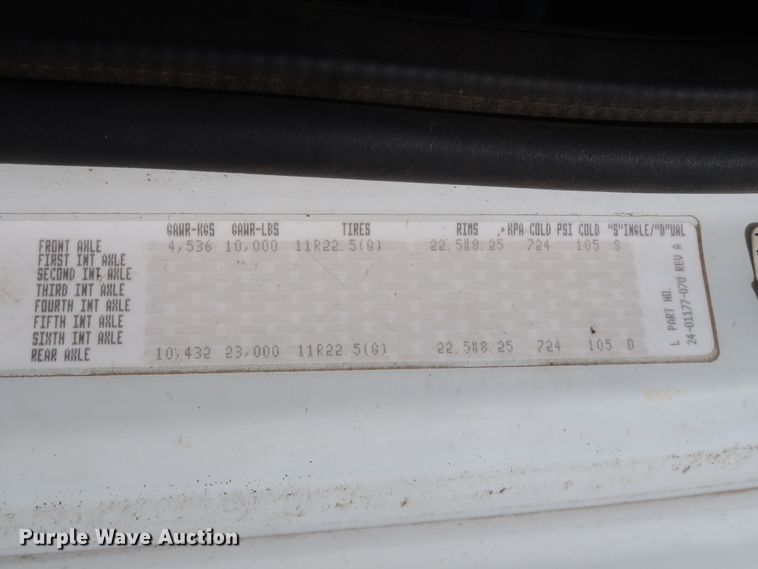 GAWR-KGS GAWR-LBS TIRES RIMS KPA COLD PSI COLD "S"INGLE/"D"UAL
FRONT AXLE 4,536 10,000 11R22.5(G) 22.5X8.25 724 105 S
FIRST INT AXLE
SECOND INT AXLE
THIRD INT AXLE
FOURTH INT AXLE
FIFTH INT AXLE
SIXTH INT AXLE
REAR AXLE 10,432 23,000 11R22.5(G) 22.5X8.25 724 105 D
L PART NO.
24-01177-070 REV A
Purple Wave Auction